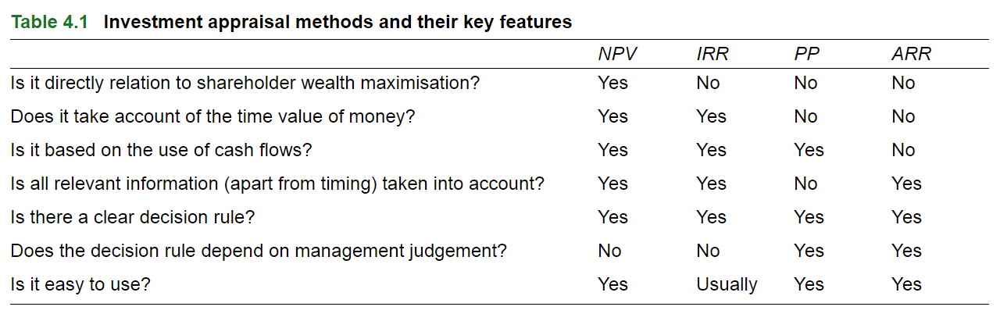 Table 4.1 Investment appraisal methods and their key features
NPV IRR PP ARR
Is it directly relation to shareholder wealth maximisation? Yes No No No
Does it take account of the time value of money? Yes Yes No No
Is it based on the use of cash flows? Yes Yes Yes No
Is all relevant information (apart from timing) taken into account? Yes Yes No Yes
Is there a clear decision rule? Yes Yes Yes Yes
Does the decision rule depend on management judgement? No No Yes Yes
Is it easy to use? Yes Usually Yes Yes